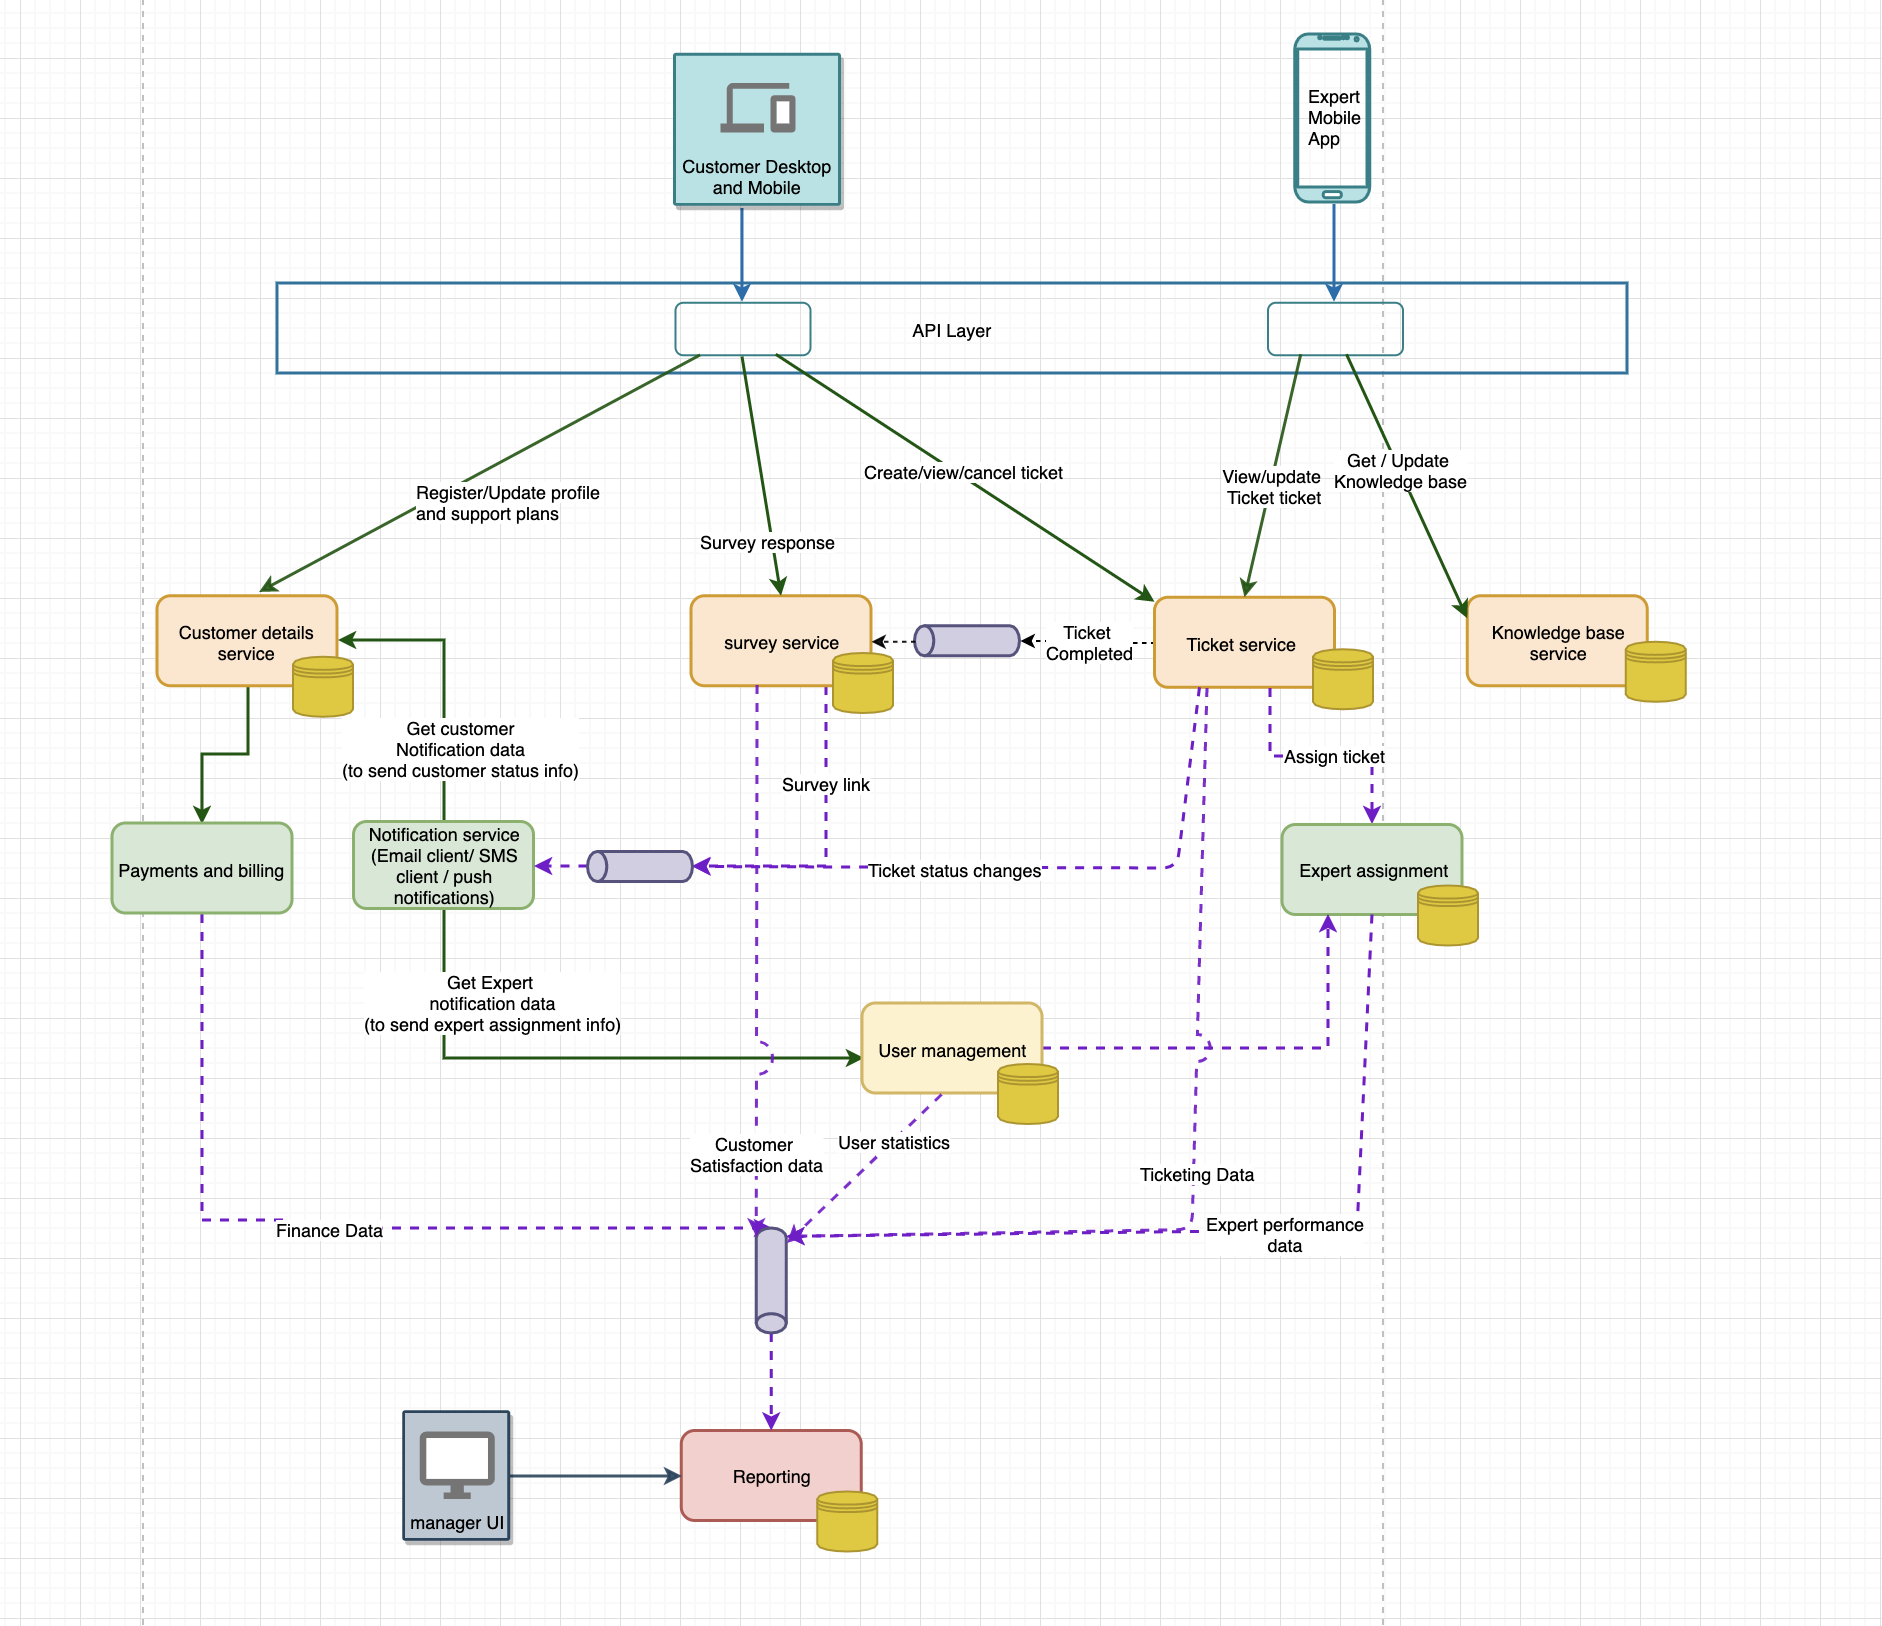 Customer Desktop
and Mobile
Expert
Mobile
App
API Layer
Register/Update profile
and support plans
Survey response
Create/view/cancel ticket
View/update
Ticket ticket
Get / Update
Knowledge base
Customer details
service
survey service
Ticket
Completed
Ticket service
Knowledge base
service
Get customer
Notification data
(to send customer status info)
Survey link
Assign ticket
Payments and billing
Notification service
(Email client/ SMS
client / push
notifications)
Ticket status changes
Expert assignment
Get Expert
notification data
(to send expert assignment info)
User management
Customer
Satisfaction data
User statistics
Ticketing Data
Finance Data
Expert performance
data
Reporting
manager UI